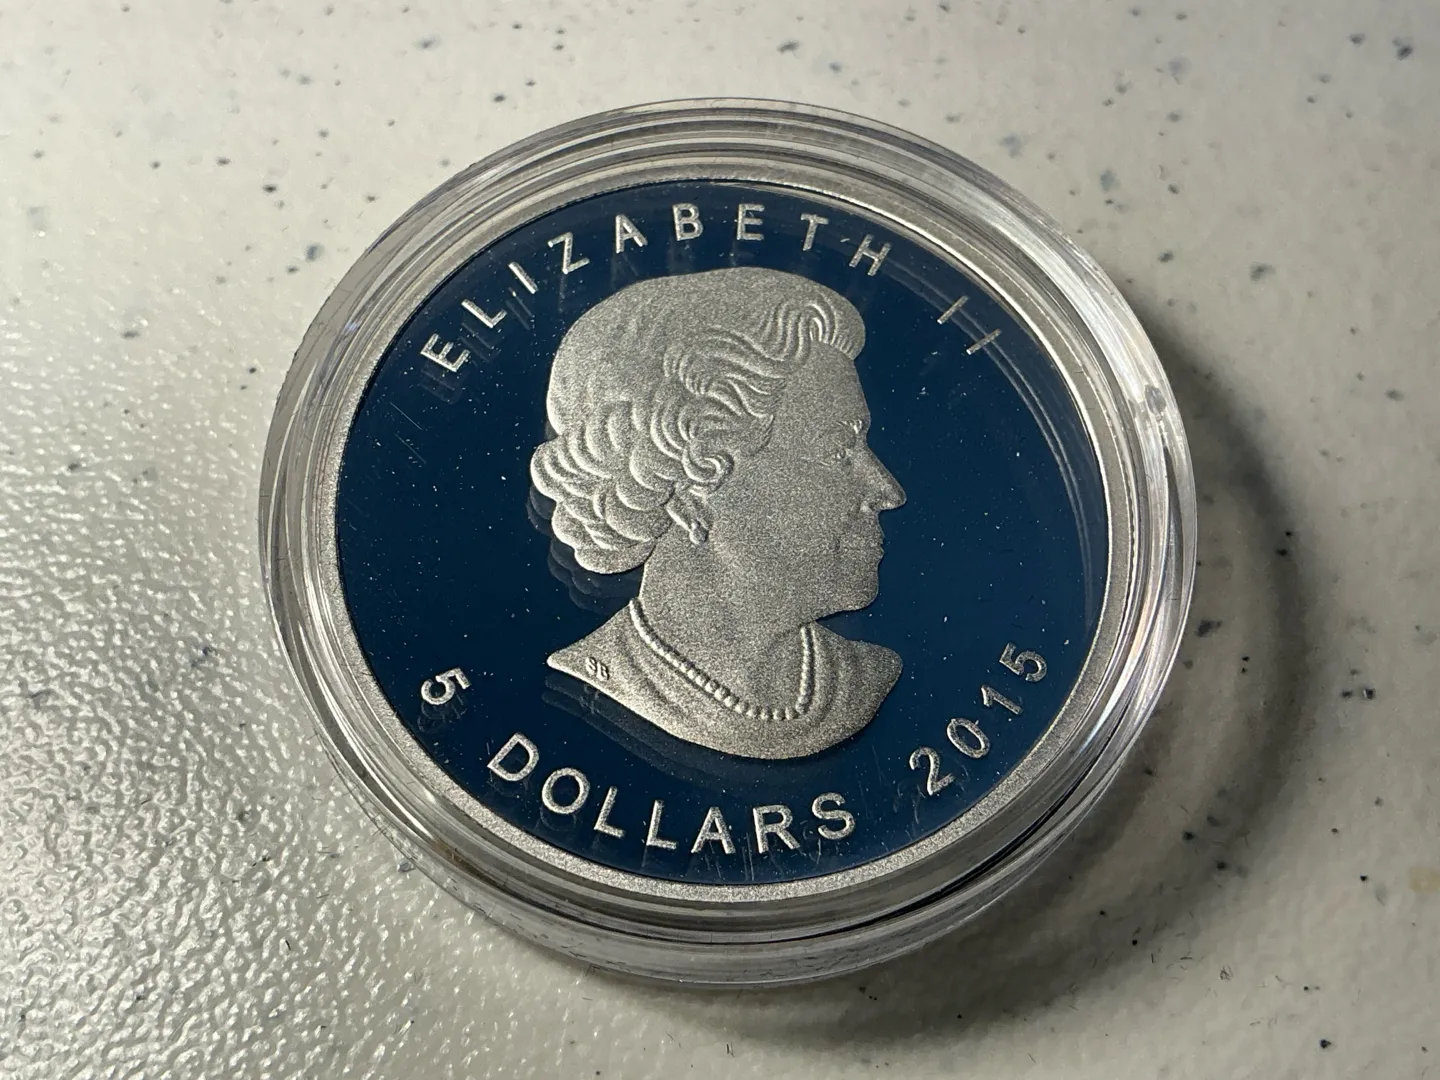 ELIZABETH II
SB
5 DOLLARS 2015